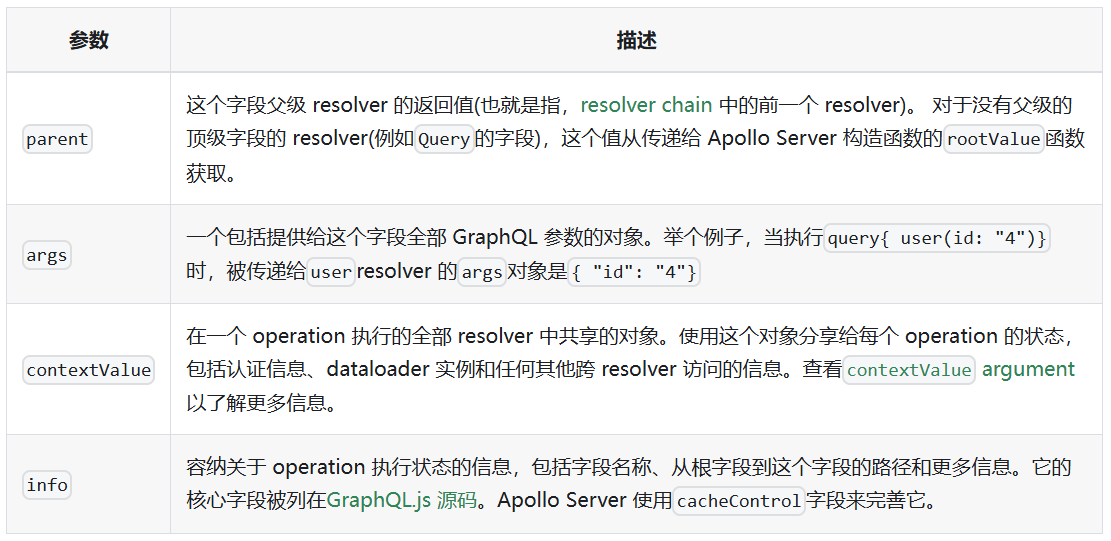 参数
描述
parent
这个字段父级 resolver 的返回值(也就是指，resolver chain 中的前一个 resolver)。 对于没有父级的
顶级字段的 resolver(例如Query的字段)，这个值从传递给 Apollo Server 构造函数的rootValue函数
获取。
args
一个包括提供给这个字段全部 GraphQL 参数的对象。举个例子，当执行query{ user(id: "4")}
时，被传递给user resolver 的args对象是{ "id": "4"}
contextValue
在一个 operation 执行的全部 resolver 中共享的对象。使用这个对象分享给每个 operation 的状态，
包括认证信息、dataloader 实例和任何其他跨 resolver 访问的信息。查看contextValue argument
以了解更多信息。
info
容纳关于 operation 执行状态的信息，包括字段名称、从根字段到这个字段的路径和更多信息。它的
核心字段被列在GraphQL.js 源码。Apollo Server 使用cacheControl字段来完善它。